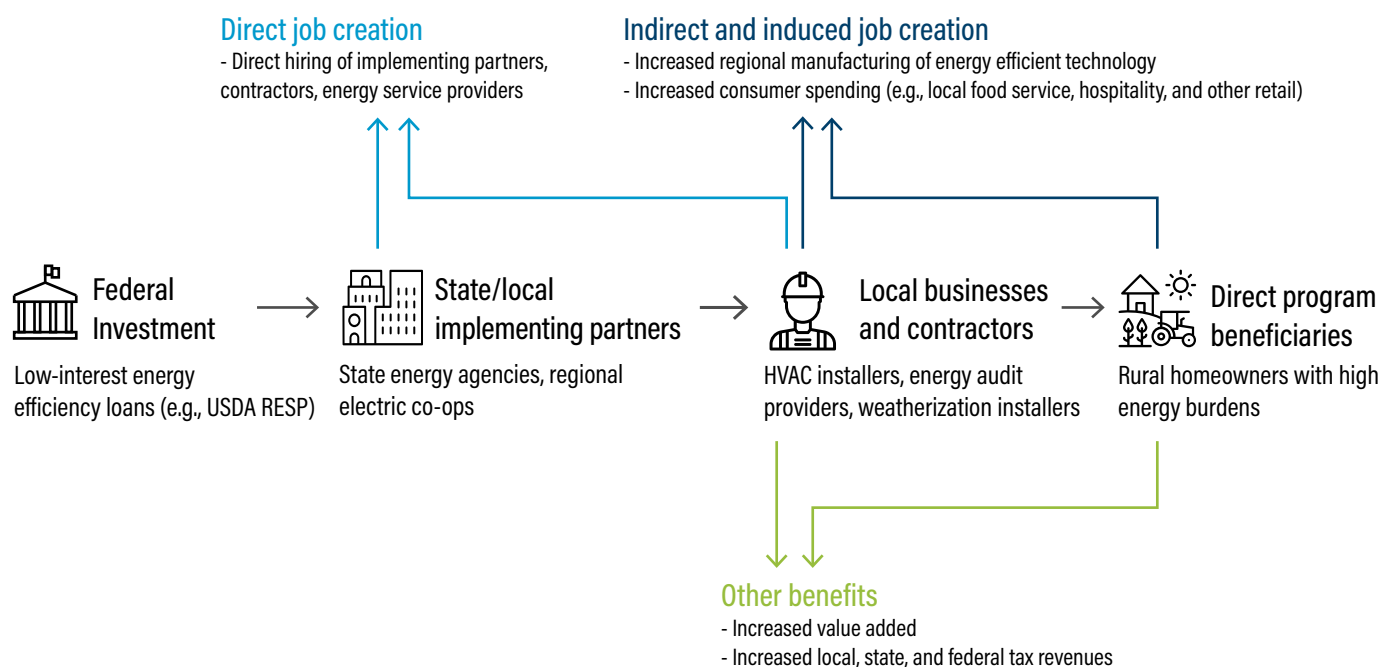 Direct job creation
- Direct hiring of implementing partners,
contractors, energy service providers
Indirect and induced job creation
- Increased regional manufacturing of energy efficient technology
- Increased consumer spending (e.g., local food service, hospitality, and other retail)
Federal
Investment
Low-interest energy
efficiency loans (e.g., USDA RESP)
State/local
implementing partners
State energy agencies, regional
electric co-ops
Local businesses
and contractors
HVAC installers, energy audit
providers, weatherization installers
Direct program
beneficiaries
Rural homeowners with high
energy burdens
Other benefits
- Increased value added
- Increased local, state, and federal tax revenues